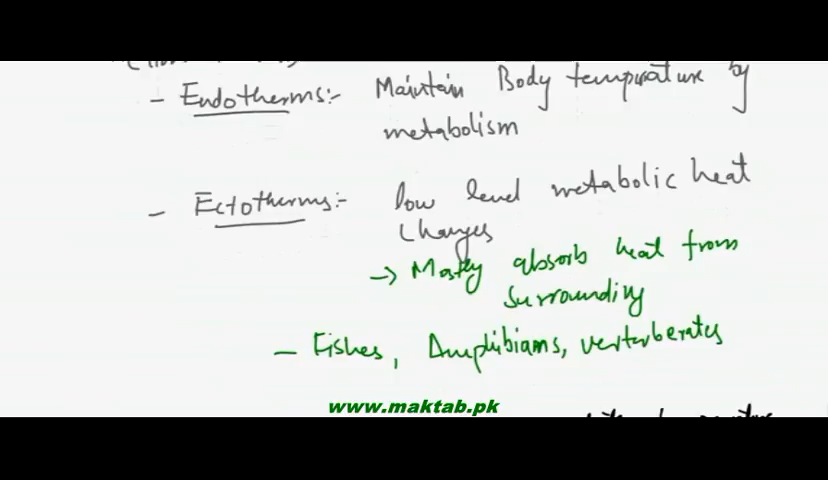 - Endotherms:- Maintain Body temperature by
metabolism
- Ectotherms:- low level metabolic heat
Changes
→ Mostly absorb heat from
surrounding
- Fishes, Amphibians, verterberates
www.maktab.pk